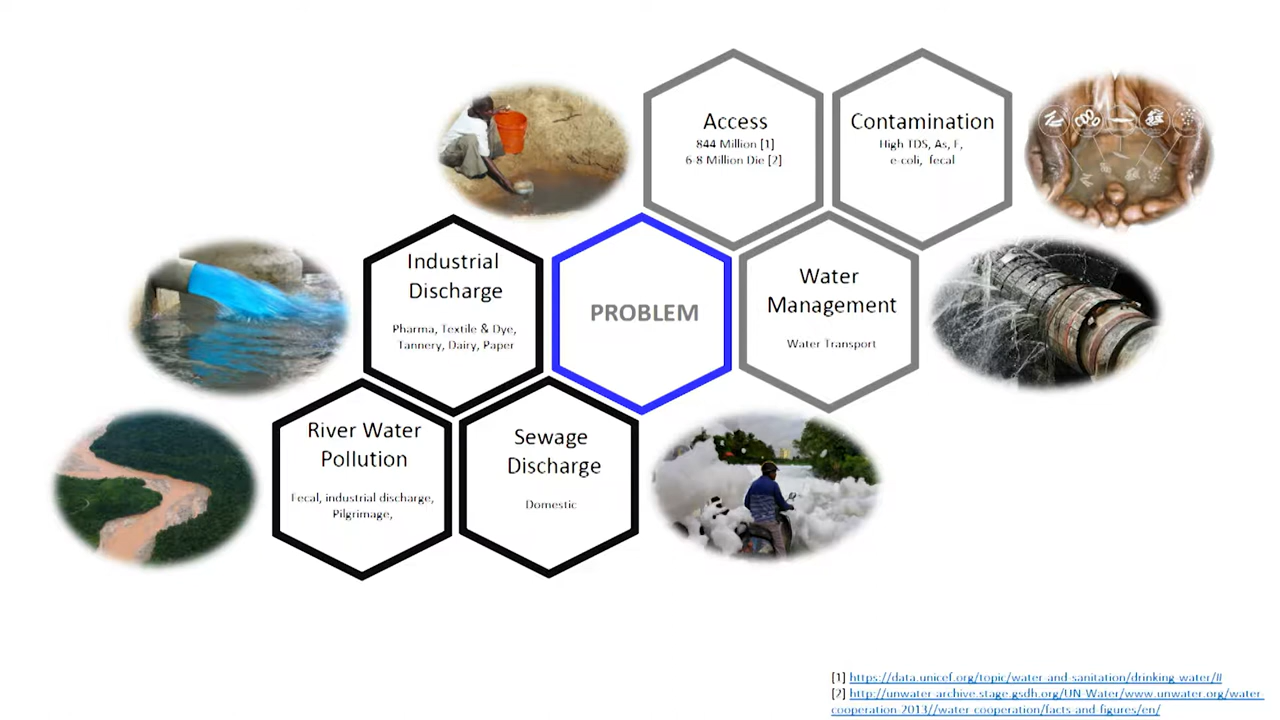 Access
844 Million [1]
6-8 Million Die [2]
Contamination
High TDS, As, F,
e-coli, fecal
Industrial
Discharge
Pharma, Textile & Dye,
Tannery, Dairy, Paper
PROBLEM
Water
Management
Water Transport
River Water
Pollution
Fecal, industrial discharge,
Pilgrimage,
Sewage
Discharge
Domestic
[1] https://data.unicef.org/topic/water-and-sanitation/drinking-water/#
[2] http://unwater-archive.stage.gsdh.org/UN-Water/www.unwater.org/water-
cooperation-2013//water-cooperation/facts-and-figures/en/